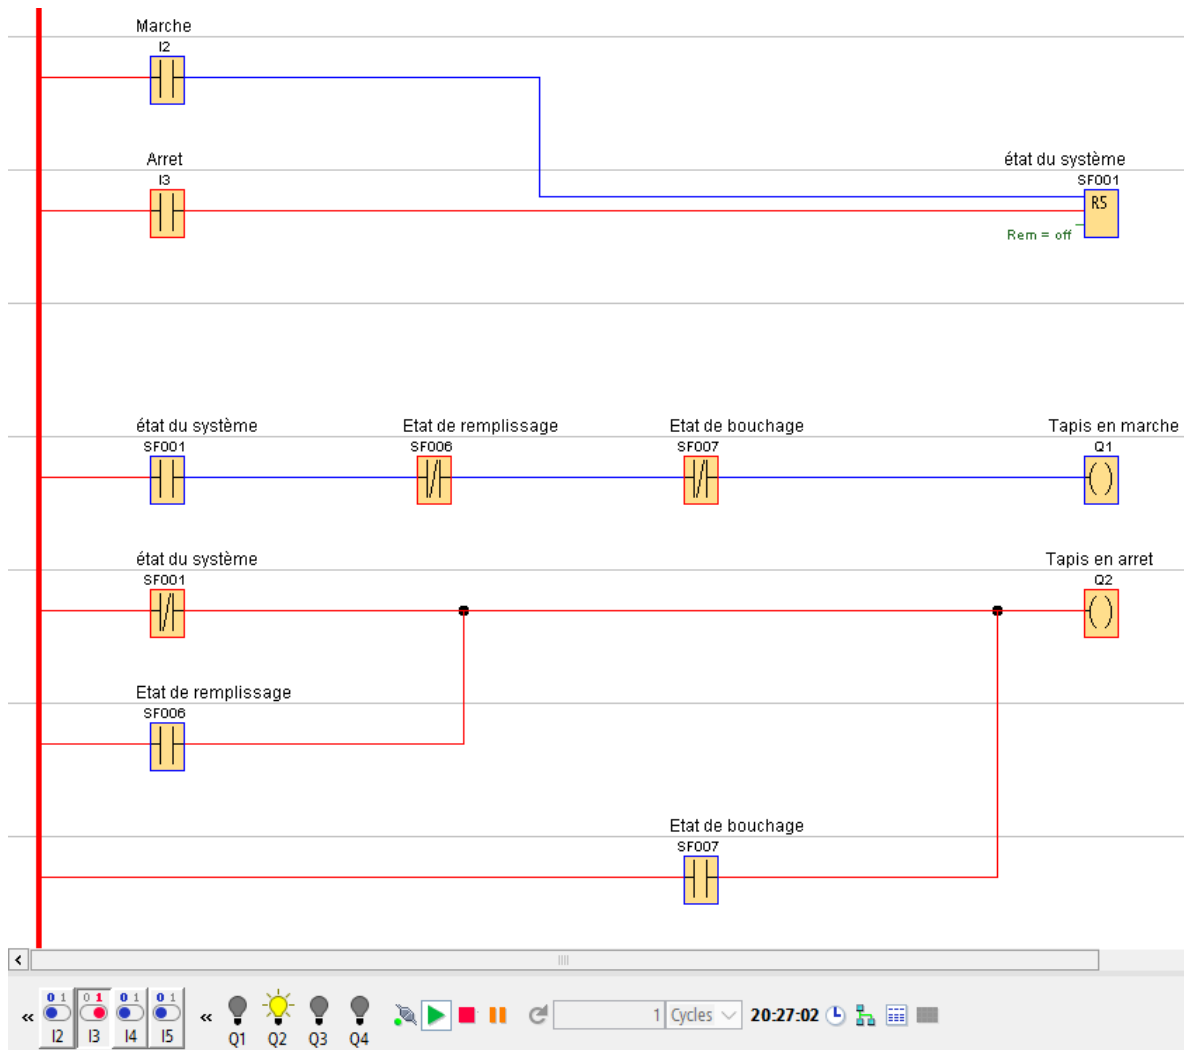 Marche
I2
Arret
I3
état du système
SF001
RS
Rem = off
état du système
SF001
Etat de remplissage
SF006
Etat de bouchage
SF007
Tapis en marche
Q1
état du système
SF001
Tapis en arret
Q2
Etat de remplissage
SF006
Etat de bouchage
SF007
« 0 1 0 1 0 1 0 1 « 1 Cycles 20:27:02
I2 I3 I4 I5 Q1 Q2 Q3 Q4